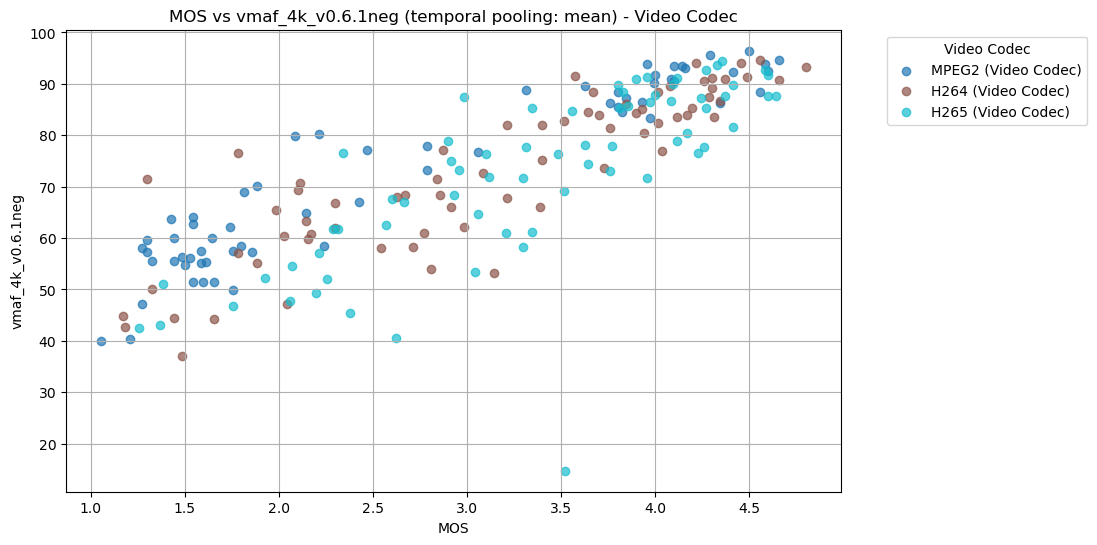 MOS vs vmaf_4k_v0.6.1neg (temporal pooling: mean) - Video Codec
100
90
80
70
60
50
40
30
20
vmaf_4k_v0.6.1neg
1.0 1.5 2.0 2.5 3.0 3.5 4.0 4.5
MOS
Video Codec
MPEG2 (Video Codec)
H264 (Video Codec)
H265 (Video Codec)